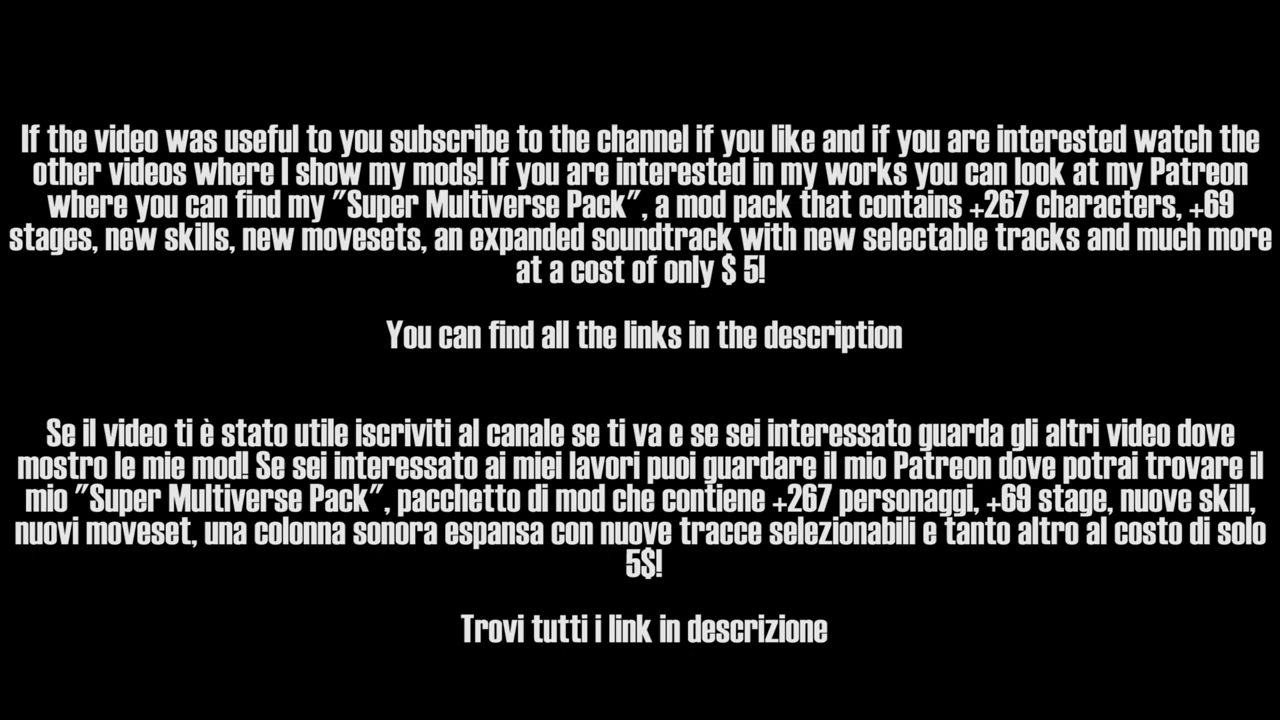 If the video was useful to you subscribe to the channel if you like and if you are interested watch the
other videos where I show my mods! If you are interested in my works you can look at my Patreon
where you can find my "Super Multiverse Pack", a mod pack that contains +267 characters, +69
stages, new skills, new movesets, an expanded soundtrack with new selectable tracks and much more
at a cost of only $ 5!
You can find all the links in the description
Se il video ti è stato utile iscriviti al canale se ti va e se sei interessato guarda gli altri video dove
mostro le mie mod! Se sei interessato ai miei lavori puoi guardare il mio Patreon dove potrai trovare il
mio "Super Multiverse Pack", pacchetto di mod che contiene +267 personaggi, +69 stage, nuove skill,
nuovi moveset, una colonna sonora espansa con nuove tracce selezionabili e tanto altro al costo di solo
5$!
Trovi tutti i link in descrizione